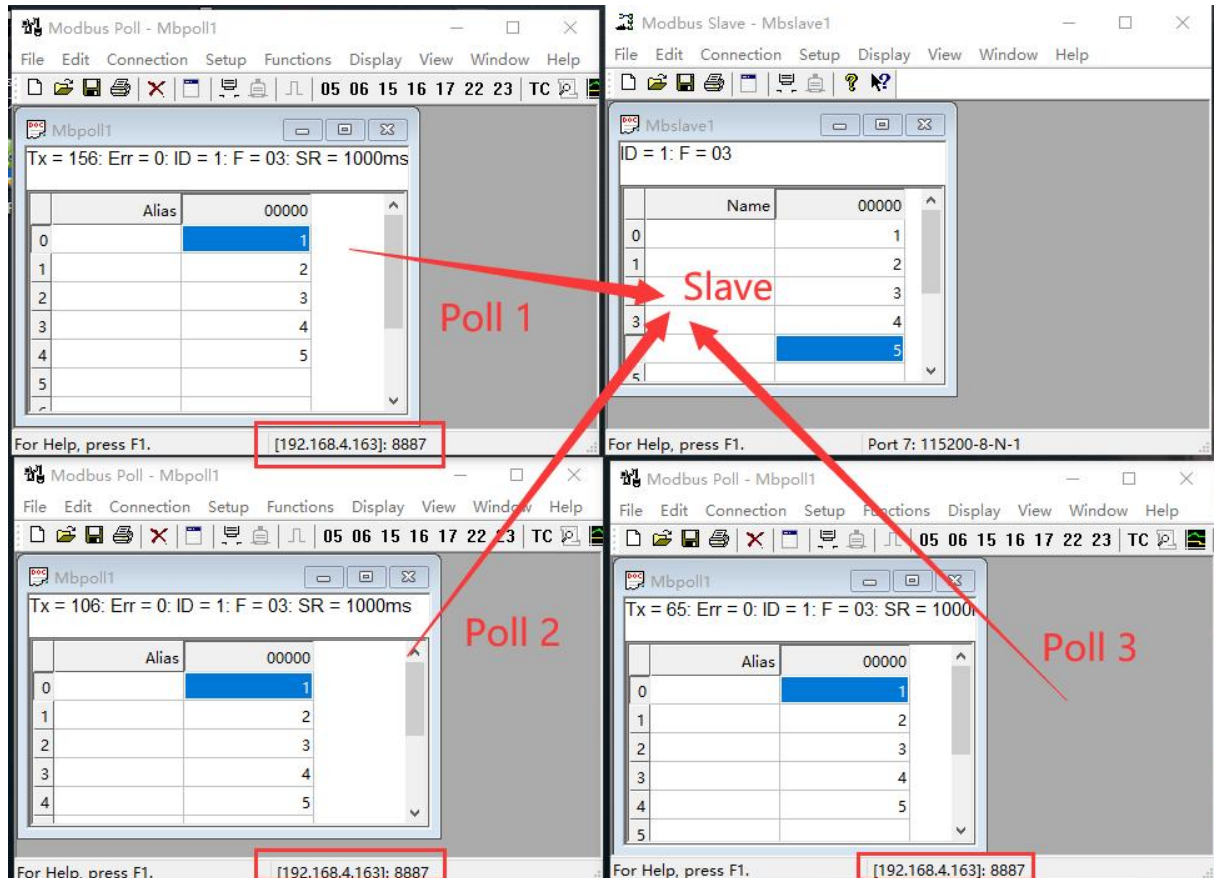 Modbus Poll - Mbpoll1
File Edit Connection Setup Functions Display View Window Help
05 06 15 16 17 22 23 TC
Mbpoll1
Tx = 156: Err = 0: ID = 1: F = 03: SR = 1000ms
Alias 00000
0 1
1 2
2 3
3 4
4 5
5
Poll 1
For Help, press F1. [192.168.4.163]: 8887
Modbus Slave - Mbslave1
File Edit Connection Setup Display View Window Help
Mbslave1
ID = 1: F = 03
Name 00000
0 1
1 2
3
3 4
5
5
Slave
For Help, press F1. Port 7: 115200-8-N-1
Modbus Poll - Mbpoll1
File Edit Connection Setup Functions Display View Window Help
05 06 15 16 17 22 23 TC
Mbpoll1
Tx = 106: Err = 0: ID = 1: F = 03: SR = 1000ms
Alias 00000
0 1
1 2
2 3
3 4
4 5
Poll 2
For Help, press F1. [192.168.4.163]: 8887
Modbus Poll - Mbpoll1
File Edit Connection Setup Functions Display View Window Help
05 06 15 16 17 22 23 TC
Mbpoll1
Tx = 65: Err = 0: ID = 1: F = 03: SR = 1000
Alias 00000
0 1
1 2
2 3
3 4
4 5
5
Poll 3
For Help, press F1. [192.168.4.163]: 8887